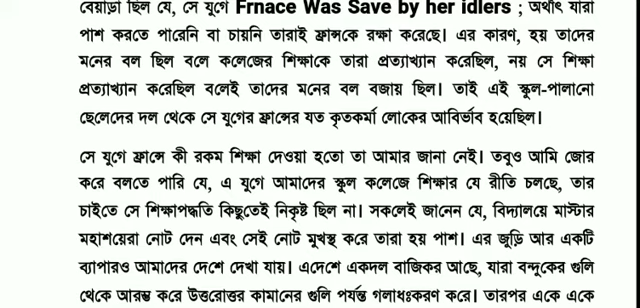 বেয়াড়া ছিল যে, সে যুগে Frnace Was Save by her idlers ; অর্থাৎ যারা
পাশ করতে পারেনি বা চায়নি তারাই ফ্রান্সকে রক্ষা করেছে। এর কারণ, হয় তাদের
মনের বল ছিল বলে কলেজের শিক্ষাকে তারা প্রত্যাখ্যান করেছিল, নয় সে শিক্ষা
প্রত্যাখ্যান করেছিল বলেই তাদের মনের বল বজায় ছিল। তাই এই স্কুল-পালানো
ছেলেদের দল থেকে সে যুগের ফ্রান্সের যত কৃতকর্মা লোকের আবির্ভাব হয়েছিল।
সে যুগে ফ্রান্সে কী রকম শিক্ষা দেওয়া হতো তা আমার জানা নেই। তবুও আমি জোর
করে বলতে পারি যে, এ যুগে আমাদের স্কুল কলেজে শিক্ষার যে রীতি চলছে, তার
চাইতে সে শিক্ষাপদ্ধতি কিছুতেই নিকৃষ্ট ছিল না। সকলেই জানেন যে, বিদ্যালয়ে মাস্টার
মহাশয়েরা নোট দেন এবং সেই নোট মুখস্থ করে তারা হয় পাশ। এর জুড়ি আর একটি
ব্যাপারও আমাদের দেশে দেখা যায়। এদেশে একদল বাজিকর আছে, যারা বন্দুকের গুলি
থেকে আরম্ভ করে উত্তরোত্তর কামানের গুলি পর্যন্ত গলাধঃকরণ করে। তারপর একে একে